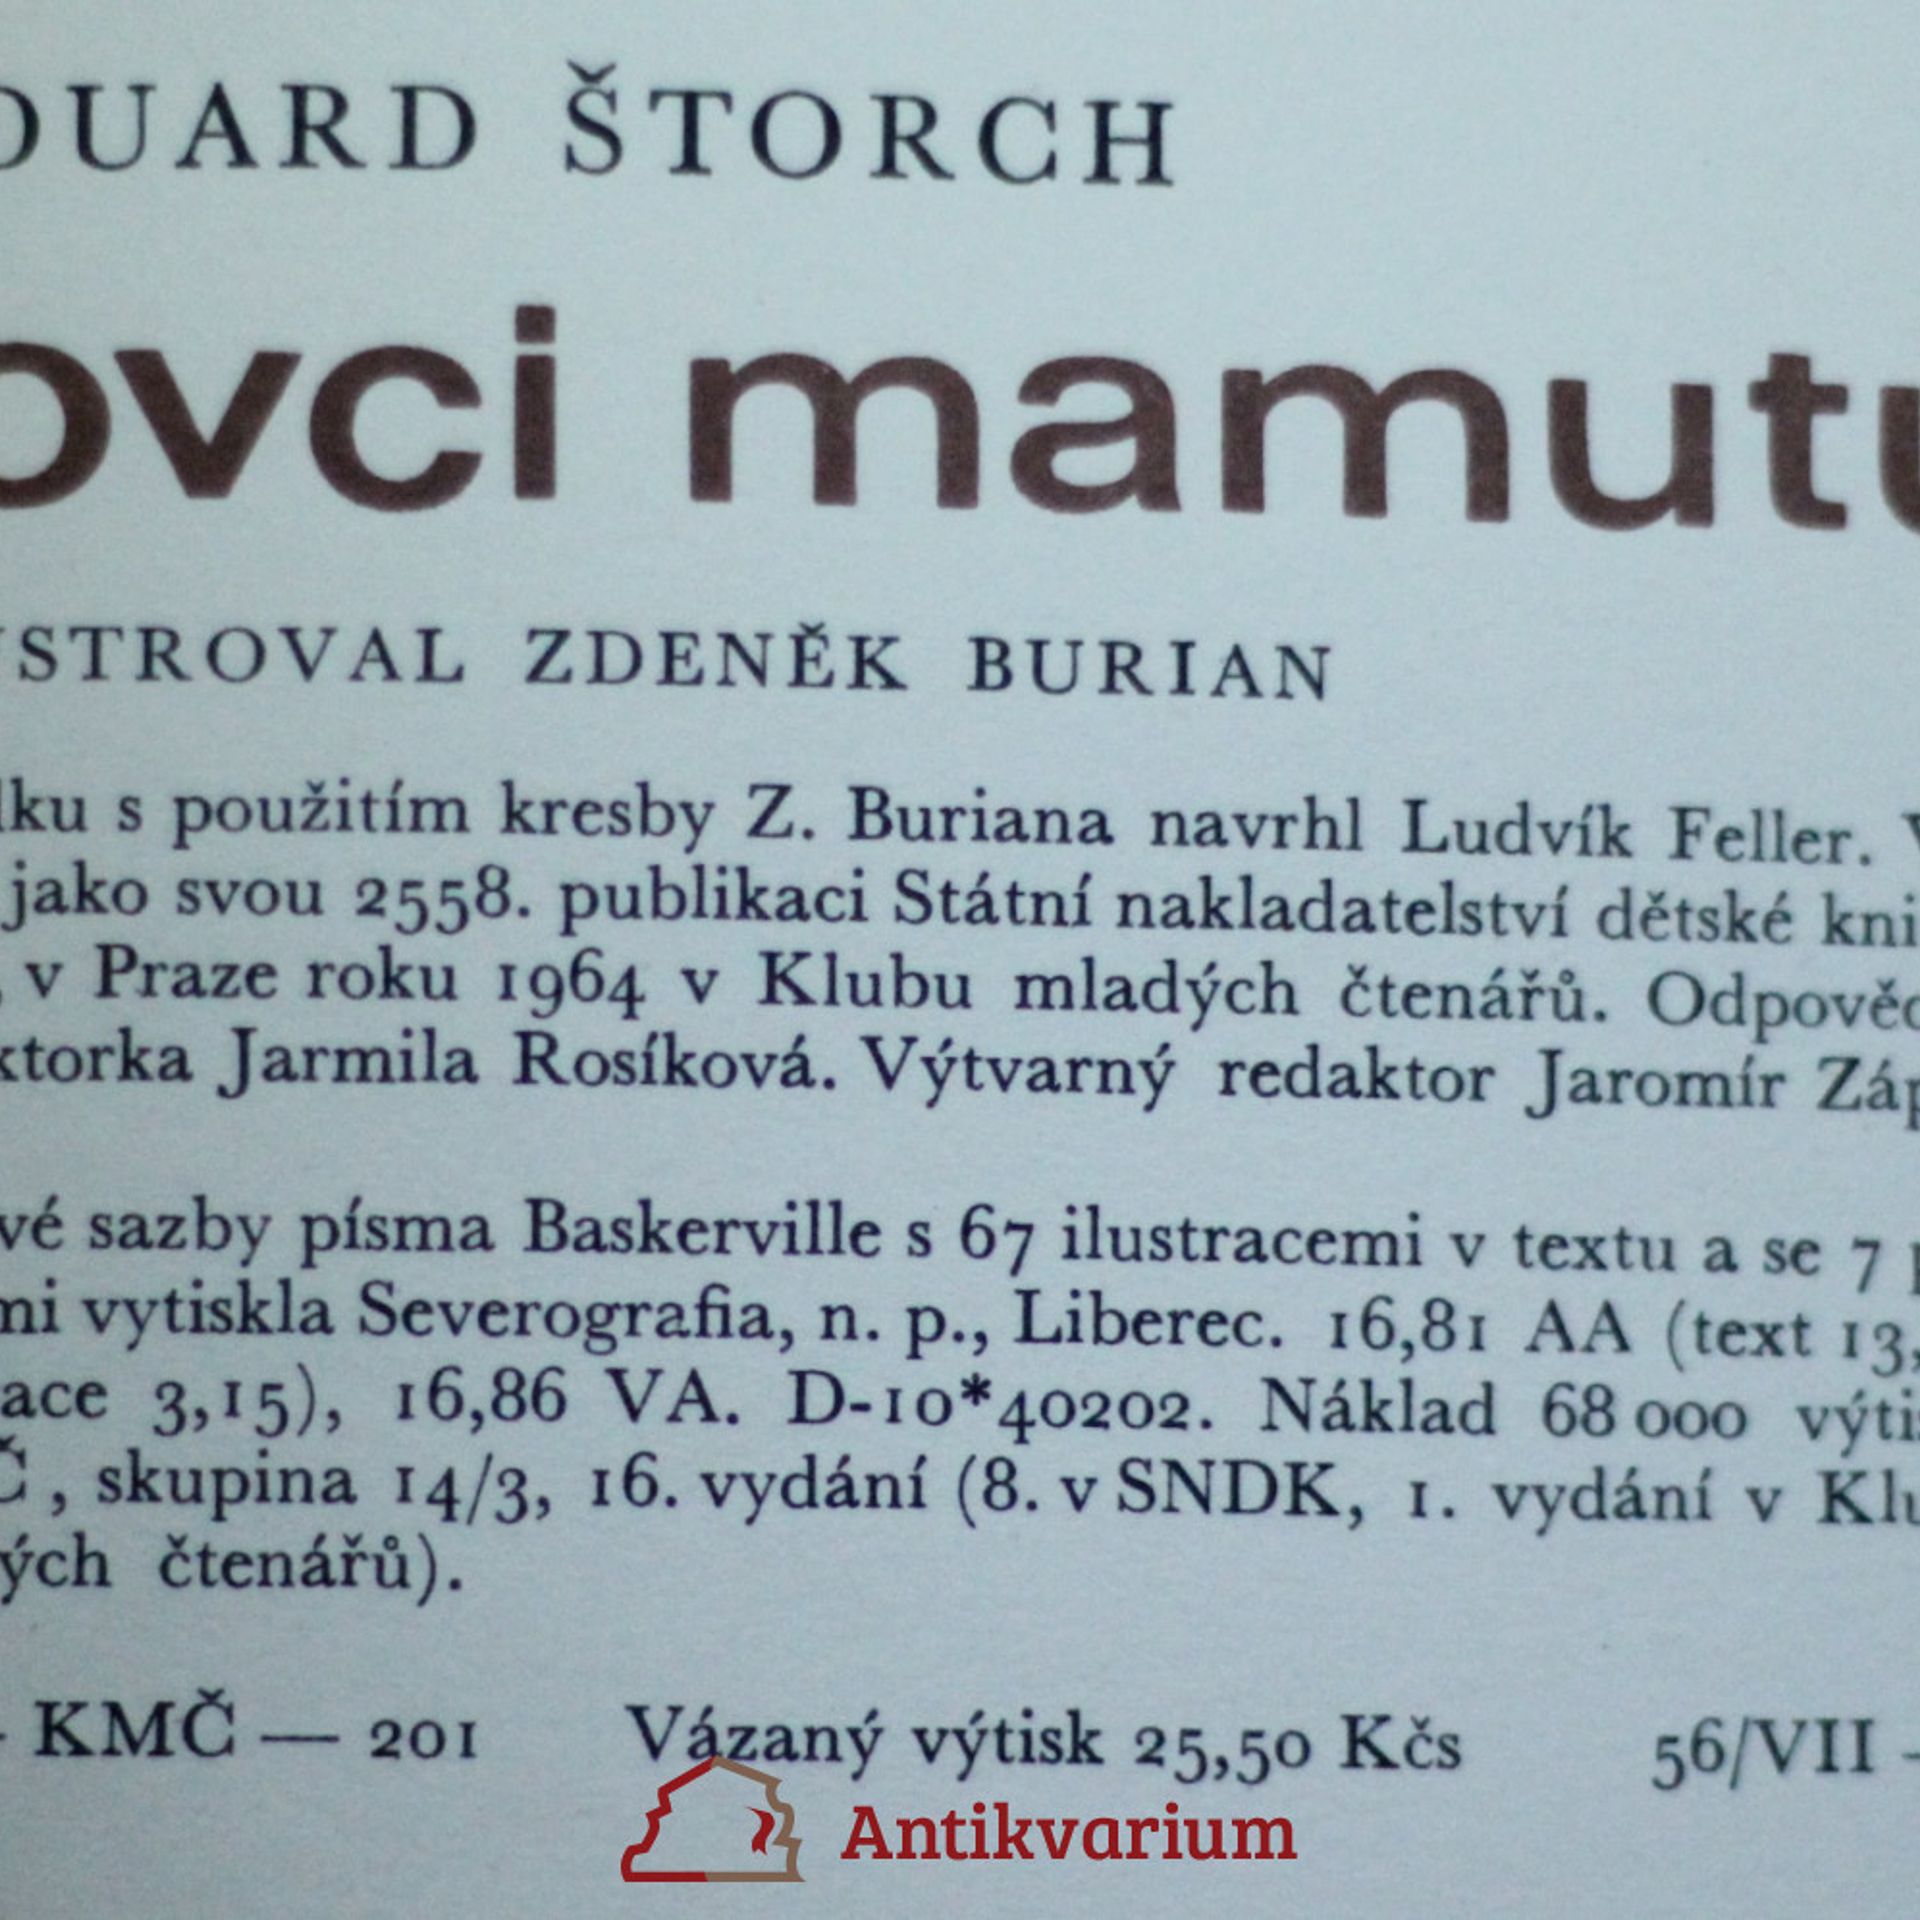 DUARD ŠTORCH
ovci mamutů
USTROVAL ZDENĚK BURIAN
lku s použitím kresby Z. Buriana navrhl Ludvík Feller. V
jako svou 2558. publikaci Státní nakladatelství dětské kni
, v Praze roku 1964 v Klubu mladých čtenářů. Odpověd
ktorka Jarmila Rosíková. Výtvarný redaktor Jaromír Záp
vé sazby písma Baskerville s 67 ilustracemi v textu a se 7 p
mi vytiskla Severografia, n. p., Liberec. 16,81 AA (text 13,
ace 3,15), 16,86 VA. D-10*40202. Náklad 68 000 výtis
Č, skupina 14/3, 16. vydání (8. v SNDK, 1. vydání v Klu
ých čtenářů).
- KMČ — 201 Vázaný výtisk 25,50 Kčs 56/VII -
Antikvarium